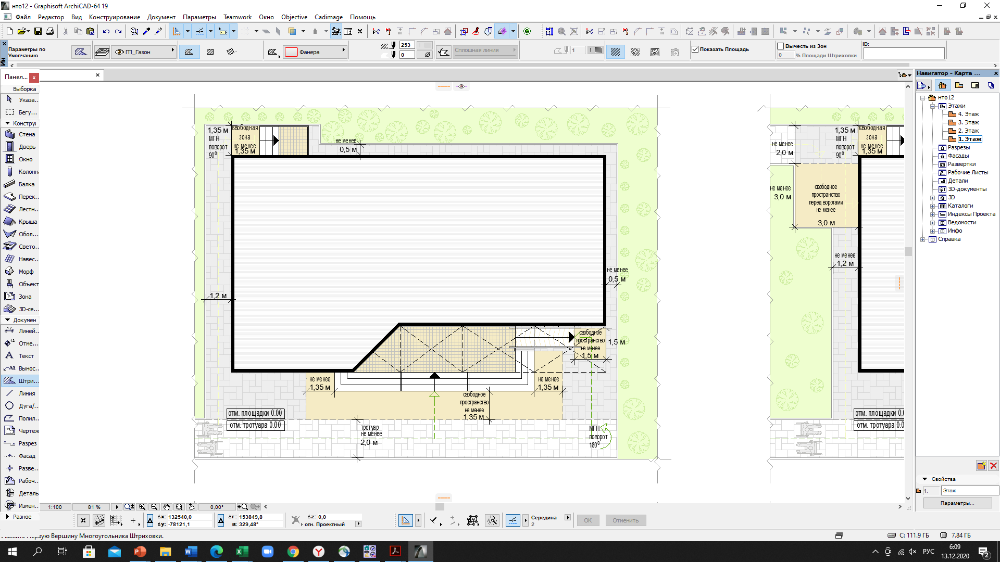 нто12 - Graphisoft ArchiCAD-64 19
Файл Редактор Вид Конструирование Документ Параметры Teamwork Окно Objective Cadimage Помощь
Параметры по Умолчанию
ГП_Газон
Фанера
253
0
Сплошная линия
1
Показать Площадь
Вычесть из Зон
0 % Площади Штриховки
ID:
Ин
Панел...
Выборка
Указа...
Бегу...
Констру
Стена
Дверь
Окно
Колонна
Балка
Перек...
Лестн...
Крыша
Обол...
Свето...
Навес...
Морф
Объект
Зона
3D-се...
Докумен
Линей...
Отме...
Текст
Вынос...
Штри...
Линия
Дуга/...
Полил...
Чертеж
Разрез
Фасад
Разве...
Рабоч...
Деталь
Измен...
Разное
1,35 м
МГН
поворот
90⁰
свободная
зона
не менее
1,35 м
не менее
0,5 м
не менее
0,5 м
1,2 м
свободное
пространство
не менее
1,5 м
1,5 м
не менее
1,35 м
не менее
1,35 м
свободное
пространство
не менее
1,35 м
отм. площадки 0.00
отм. тротуара 0.00
тротуар
не менее
2,0 м
МГН
поворот
180⁰
не менее
2,0 м
1,35 м
МГН
поворот
90⁰
свободная
зона
не менее
1,35 м
не менее
3,0 м
свободное
пространство
перед воротами
не менее
3,0 м
не менее
1,2 м
отм. площадки 0.0
отм. тротуара 0.0
Навигатор - Карта ...
нто12
Этажи
4. Этаж
3. Этаж
2. Этаж
1. Этаж
Разрезы
Фасады
Развертки
Рабочие Листы
Детали
3D-документы
3D
Каталоги
Индексы Проекта
Ведомости
Инфо
Справка
Свойства
1. Этаж
Параметры...
1:100 81 % 0,00°
Δx: 132540,0
Δy: -78121,1
Δr: 153849,8
a: 329,48°
Δz: 0,0
отн. Проектный
Середина
2
OK
Отменить
Укажите Первую Вершину Многоугольника Штриховки.
C: 111.9 ГБ
7.84 ГБ
РУС
6:09
13.12.2020
2